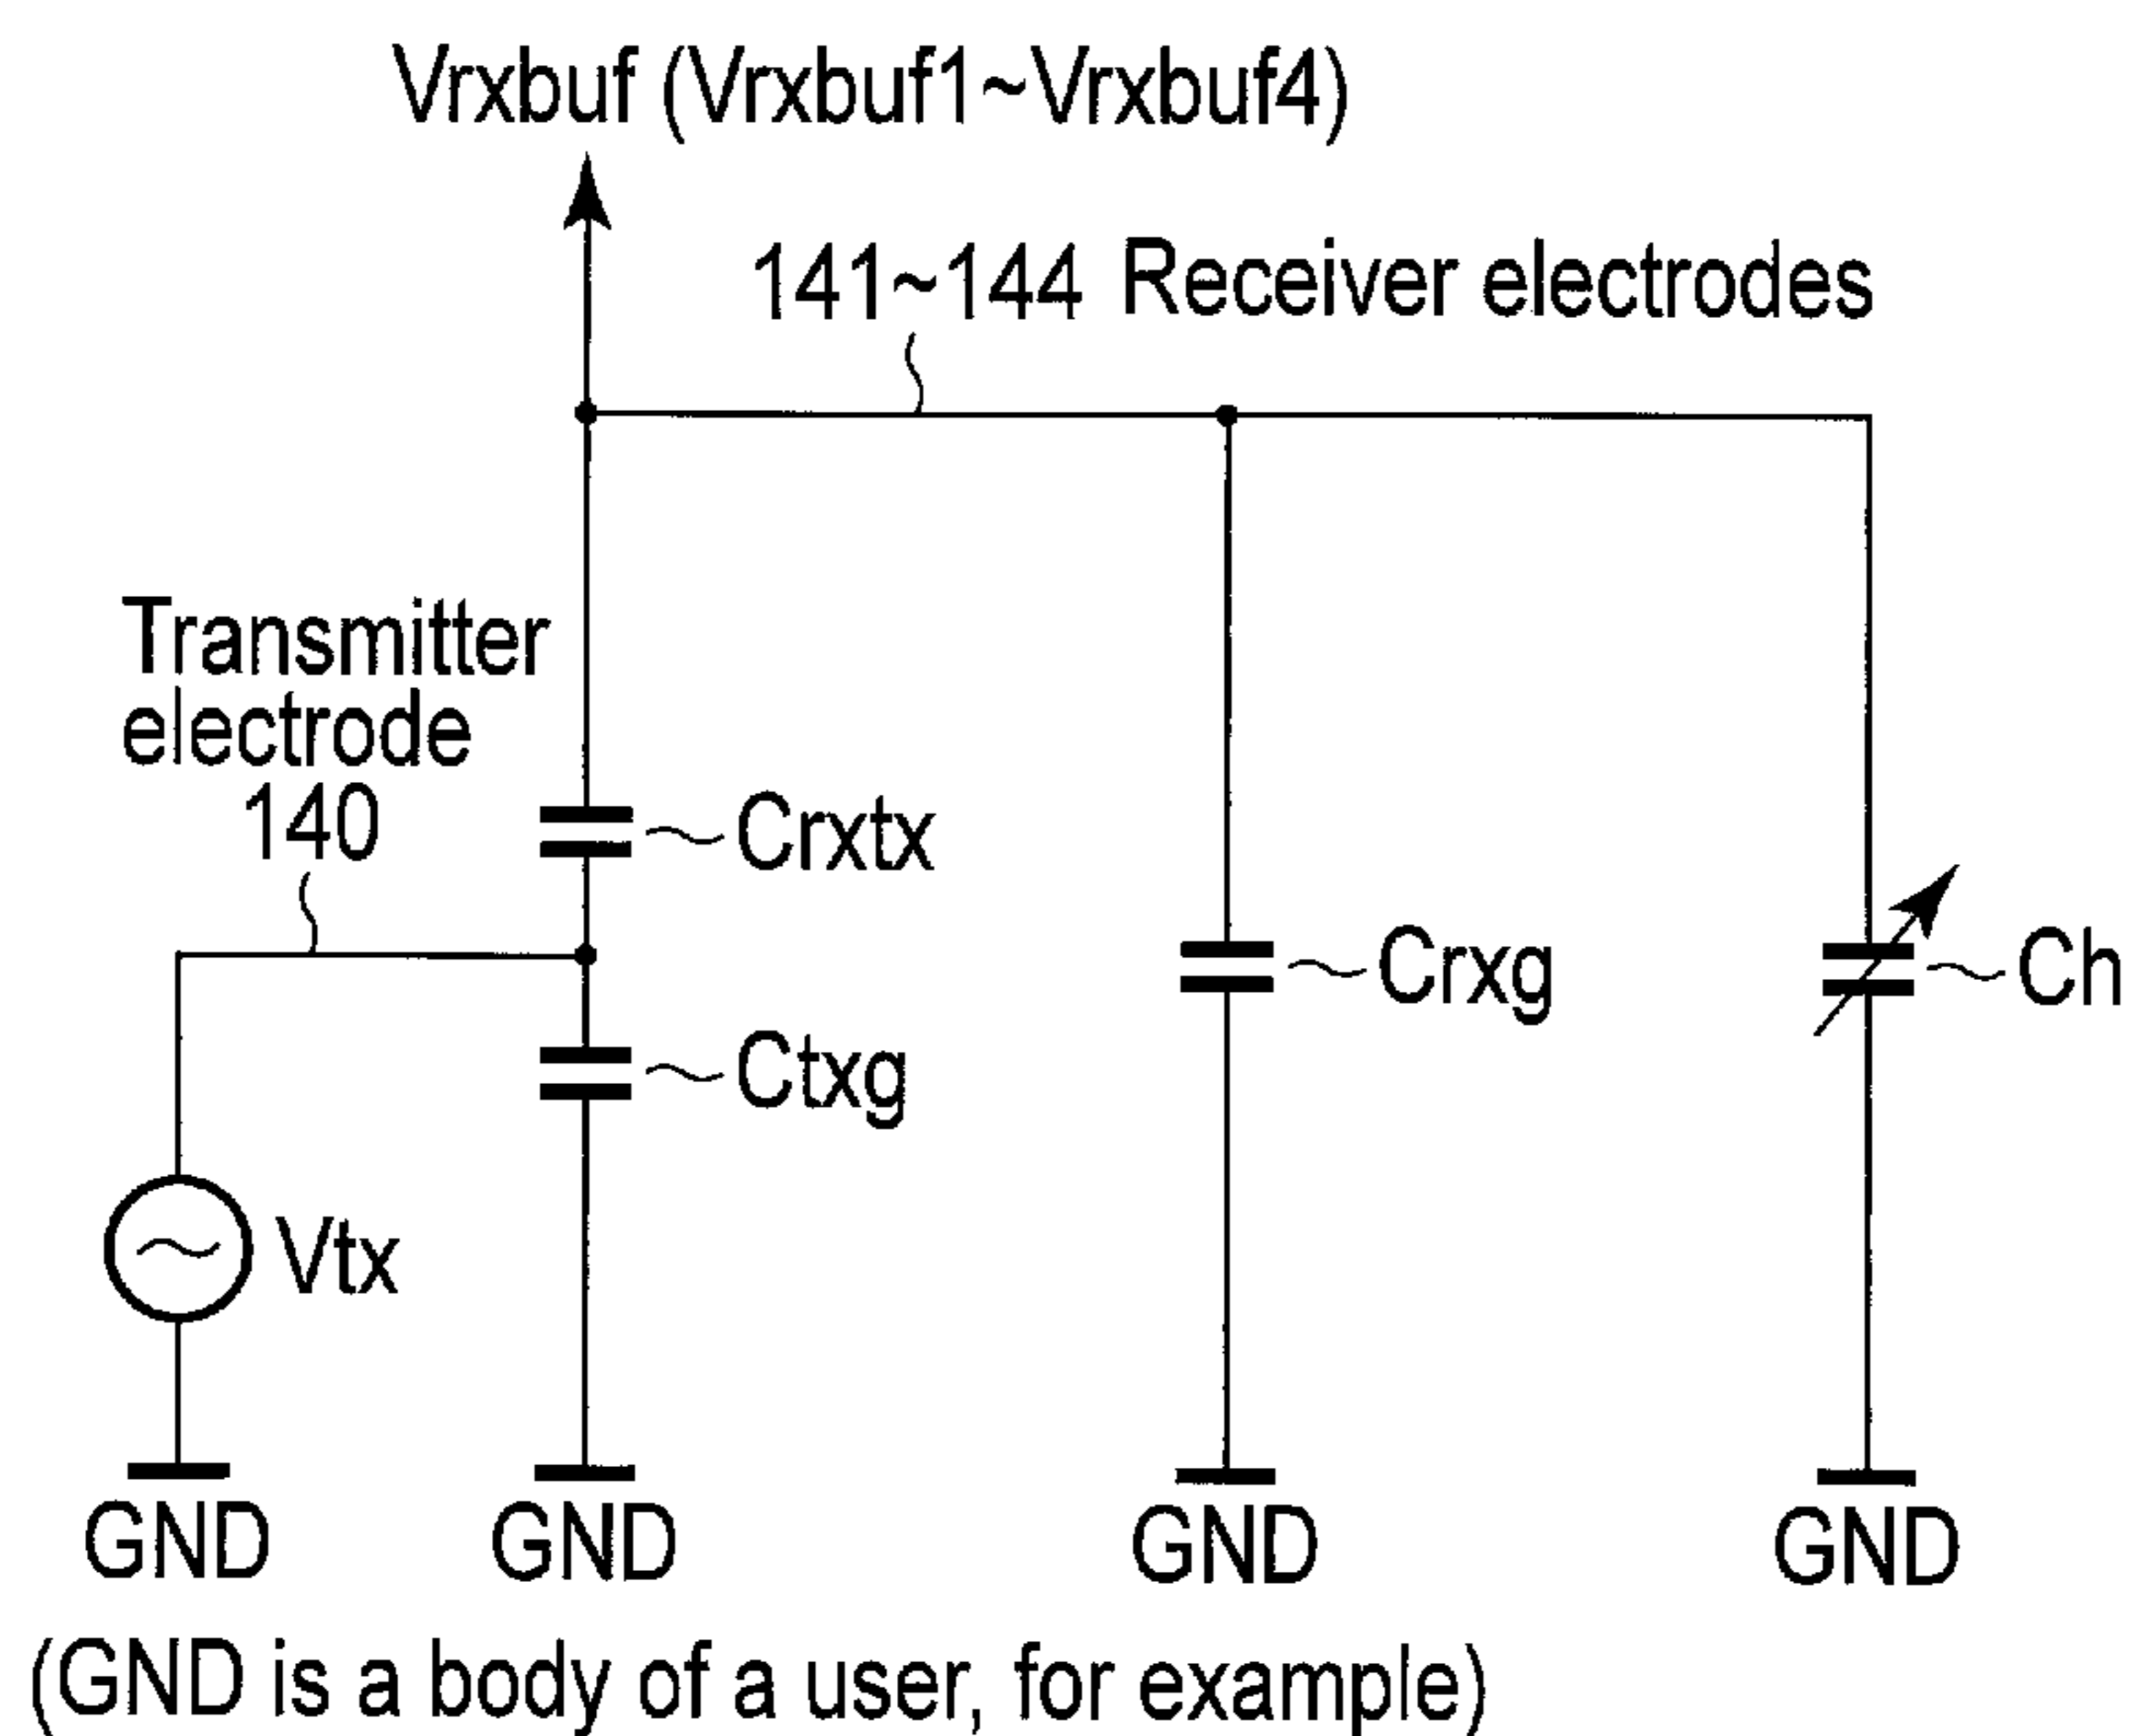 Vrxbuf (Vrxbuf1~Vrxbuf4)
141~144 Receiver electrodes
Transmitter
electrode
140
Crxtx
Crxg
Ch
Ctxg
Vtx
GND
GND
GND
GND
(GND is a body of a user, for example)